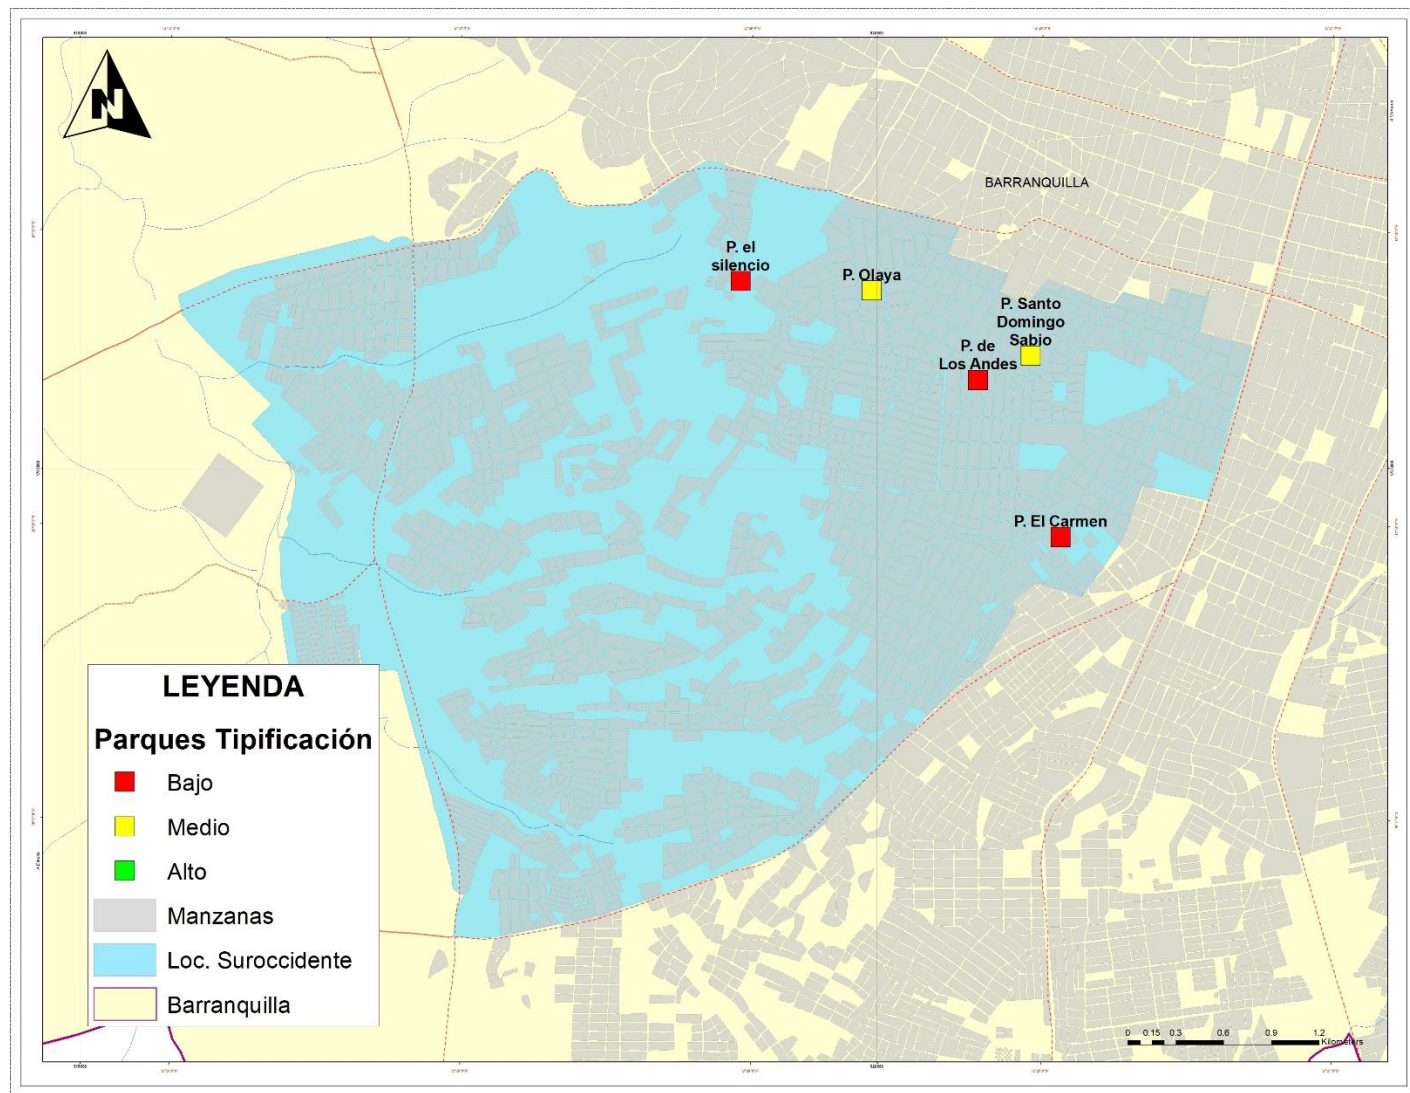 N
BARRANQUILLA
P. el
silencio
P. Olaya
P. Santo
Domingo
Sabio
P. de
Los Andes
P. El Carmen
LEYENDA
Parques Tipificación
Bajo
Medio
Alto
Manzanas
Loc. Suroccidente
Barranquilla
0 0.15 0.3 0.6 0.9 1.2
Kilometers